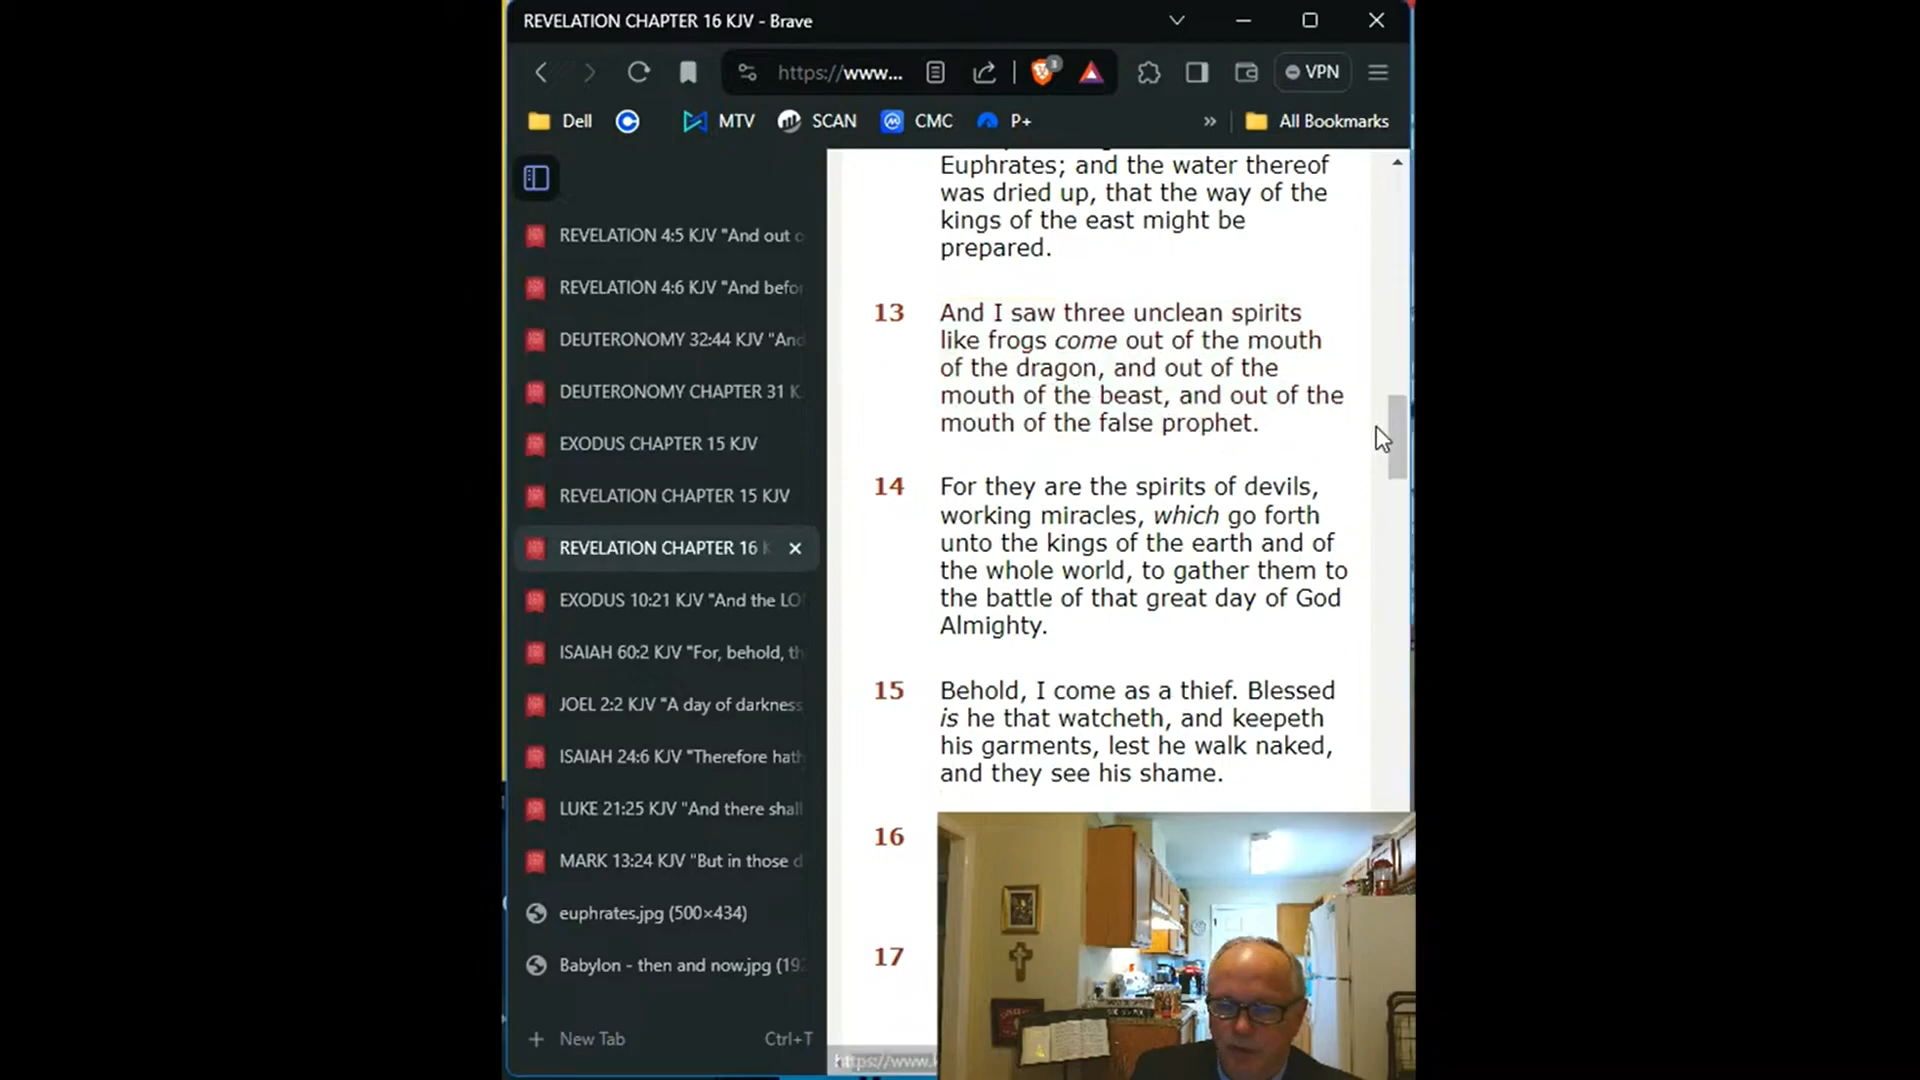 REVELATION CHAPTER 16 KJV - Brave
https://www...
3
VPN
Dell
MTV
SCAN
CMC
P+
All Bookmarks
REVELATION 4:5 KJV "And out
REVELATION 4:6 KJV "And befor
DEUTERONOMY 32:44 KJV "And
DEUTERONOMY CHAPTER 31 K
EXODUS CHAPTER 15 KJV
REVELATION CHAPTER 15 KJV
REVELATION CHAPTER 16
EXODUS 10:21 KJV "And the LO
ISAIAH 60:2 KJV "For, behold, th
JOEL 2:2 KJV "A day of darkness
ISAIAH 24:6 KJV "Therefore hath
LUKE 21:25 KJV "And there shall
MARK 13:24 KJV "But in those d
euphrates.jpg (500×434)
Babylon - then and now.jpg (19
New Tab Ctrl+T
Euphrates; and the water thereof
was dried up, that the way of the
kings of the east might be
prepared.
13 And I saw three unclean spirits
like frogs come out of the mouth
of the dragon, and out of the
mouth of the beast, and out of the
mouth of the false prophet.
14 For they are the spirits of devils,
working miracles, which go forth
unto the kings of the earth and of
the whole world, to gather them to
the battle of that great day of God
Almighty.
15 Behold, I come as a thief. Blessed
is he that watcheth, and keepeth
his garments, lest he walk naked,
and they see his shame.
16
17
https://www.